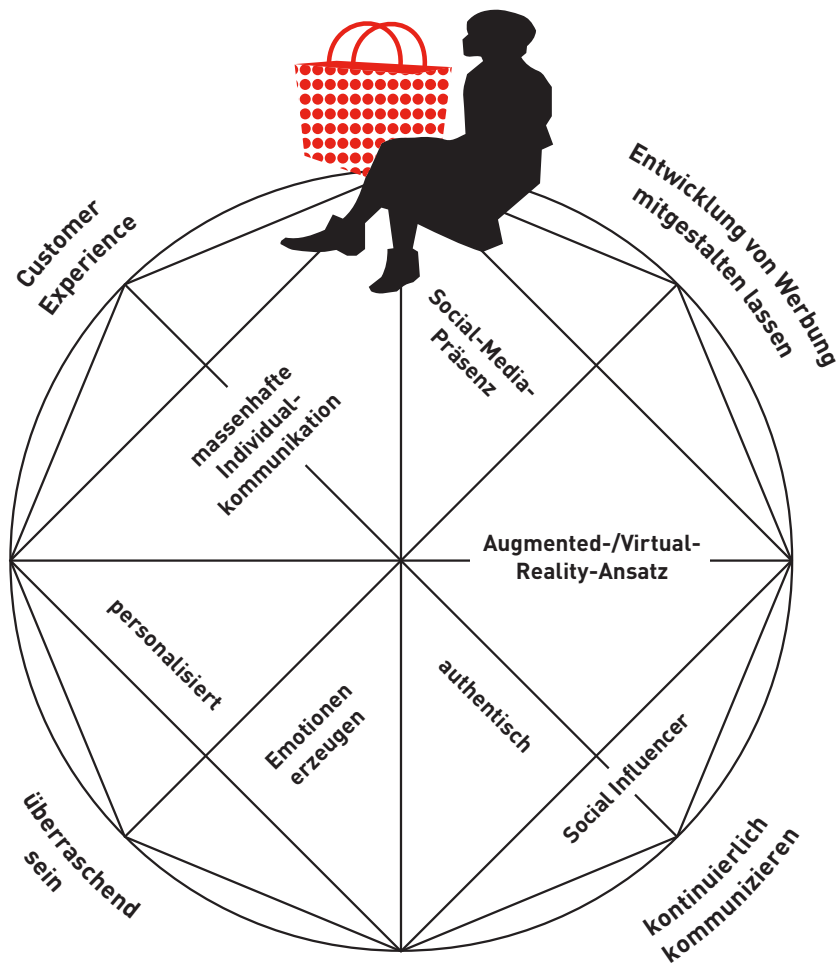 Customer
Experience
Entwicklung von Werbung
mitgestalten lassen
Social-Media-
Präsenz
massenhafte
Individual-
kommunikation
Augmented-/Virtual-
Reality-Ansatz
personalisiert
Emotionen
erzeugen
authentisch
Social Influencer
überraschend
sein
kontinuierlich
kommunizieren